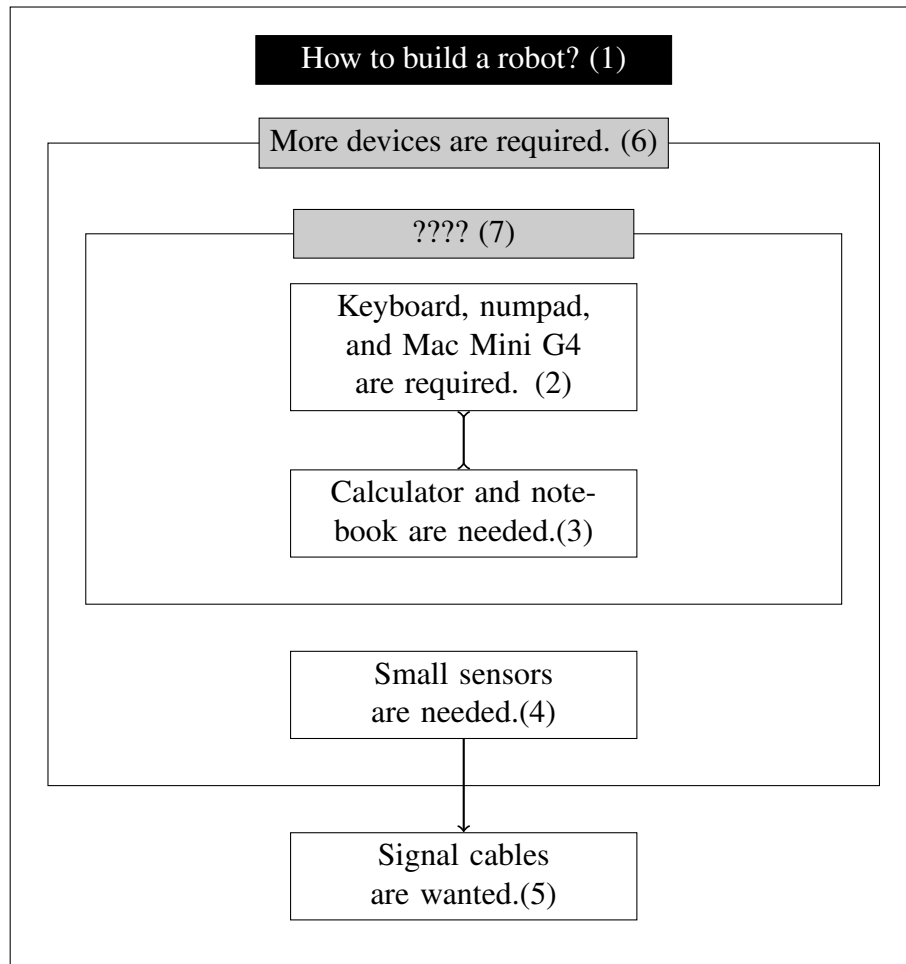 How to build a robot? (1)
More devices are required. (6)
???? (7)
Keyboard, numpad,
and Mac Mini G4
are required. (2)
Calculator and note-
book are needed.(3)
Small sensors
are needed.(4)
Signal cables
are wanted.(5)